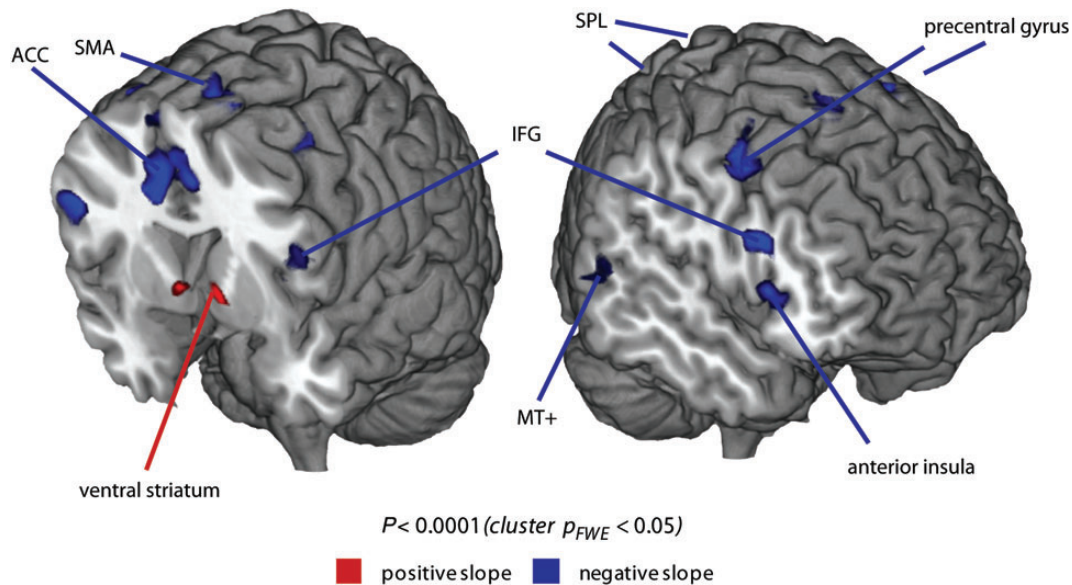 SPL
precentral gyrus
SMA
ACC
IFG
MT+
anterior insula
ventral striatum
P< 0.0001 (cluster pFWE < 0.05)
positive slope
negative slope